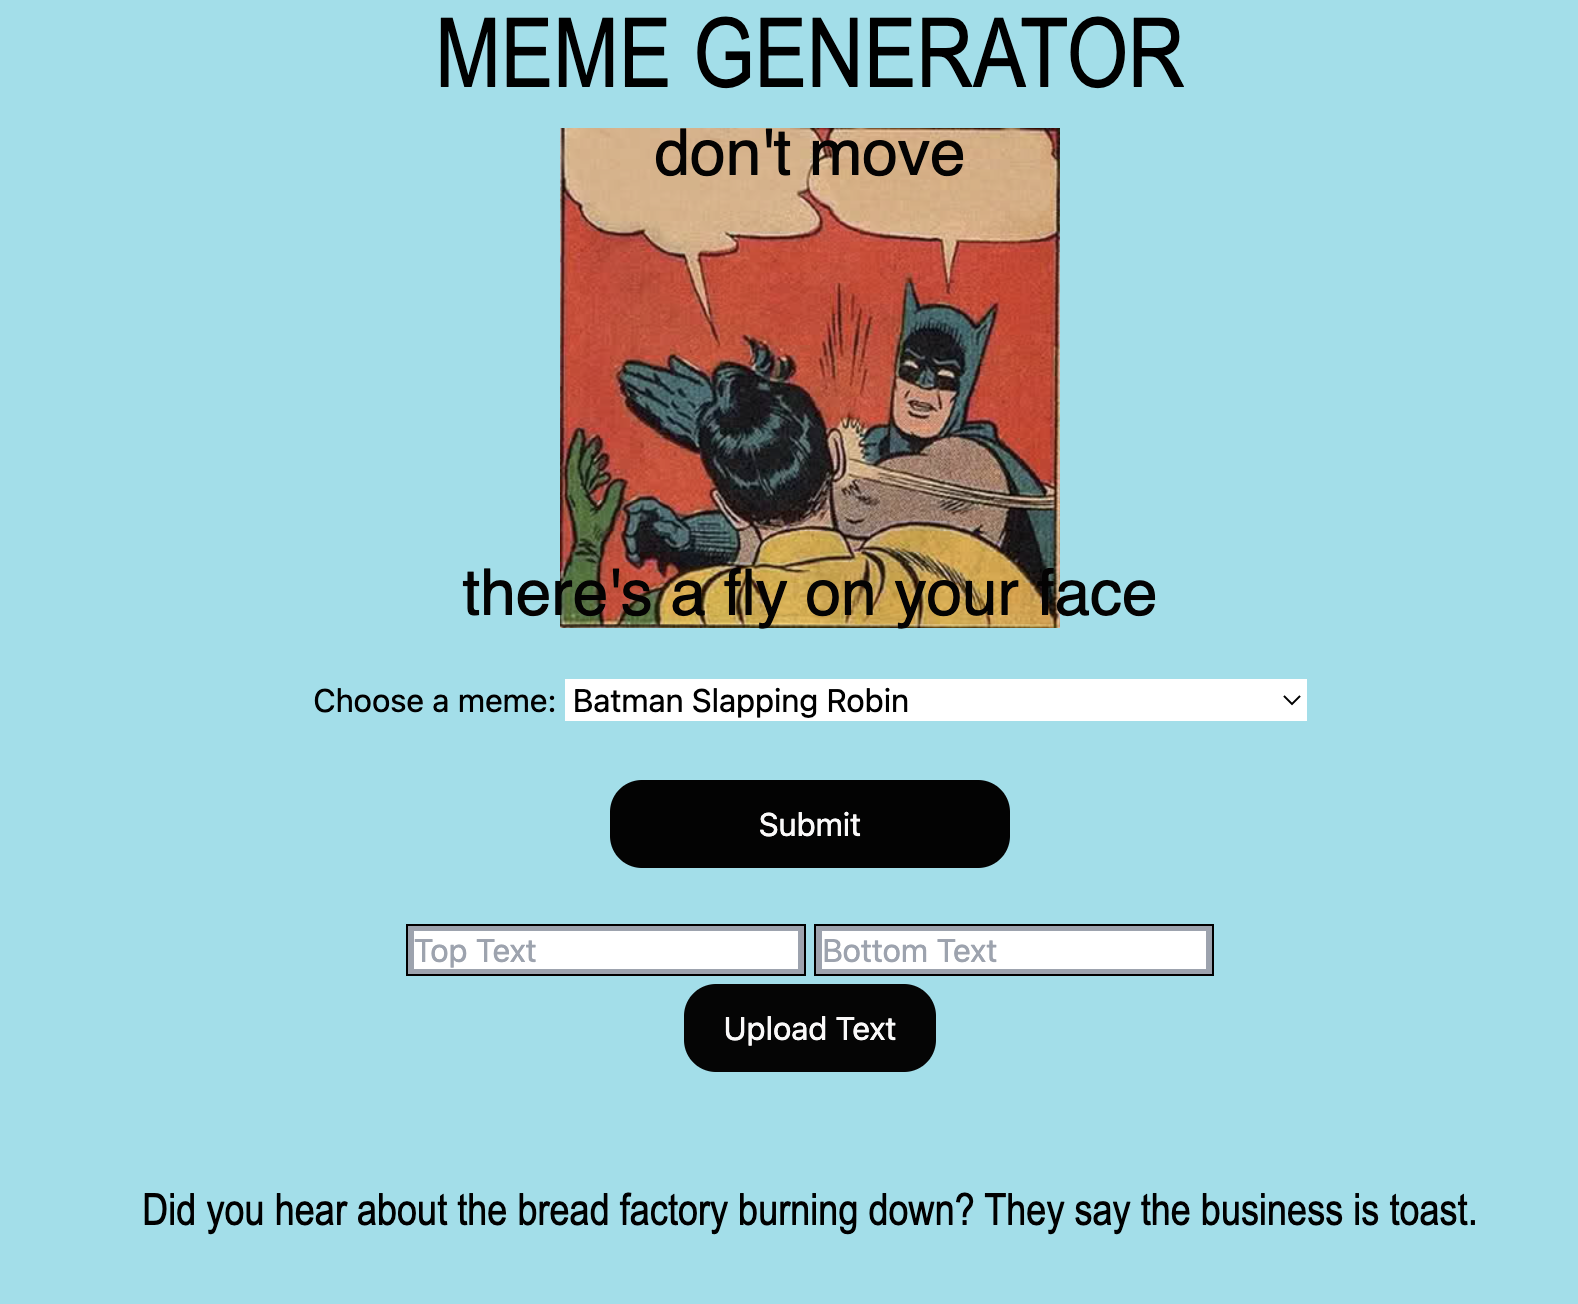 MEME GENERATOR
don't move
there's a fly on your face
Choose a meme: Batman Slapping Robin
Submit
Top Text Bottom Text
Upload Text
Did you hear about the bread factory burning down? They say the business is toast.